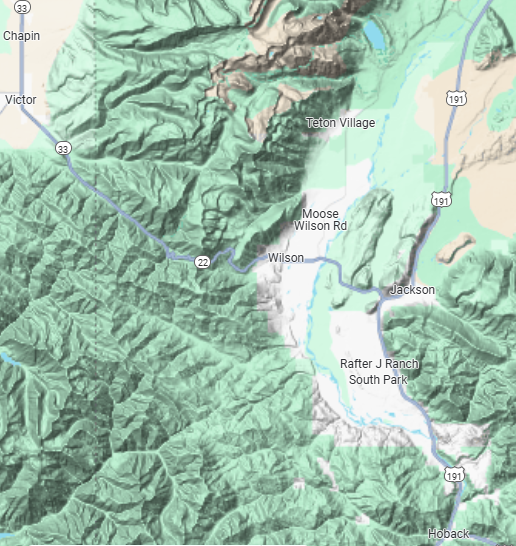 33
Chapin
Victor
191
Teton Village
33
191
Moose
Wilson Rd
22
Wilson
Jackson
Rafter J Ranch
South Park
191
Hoback